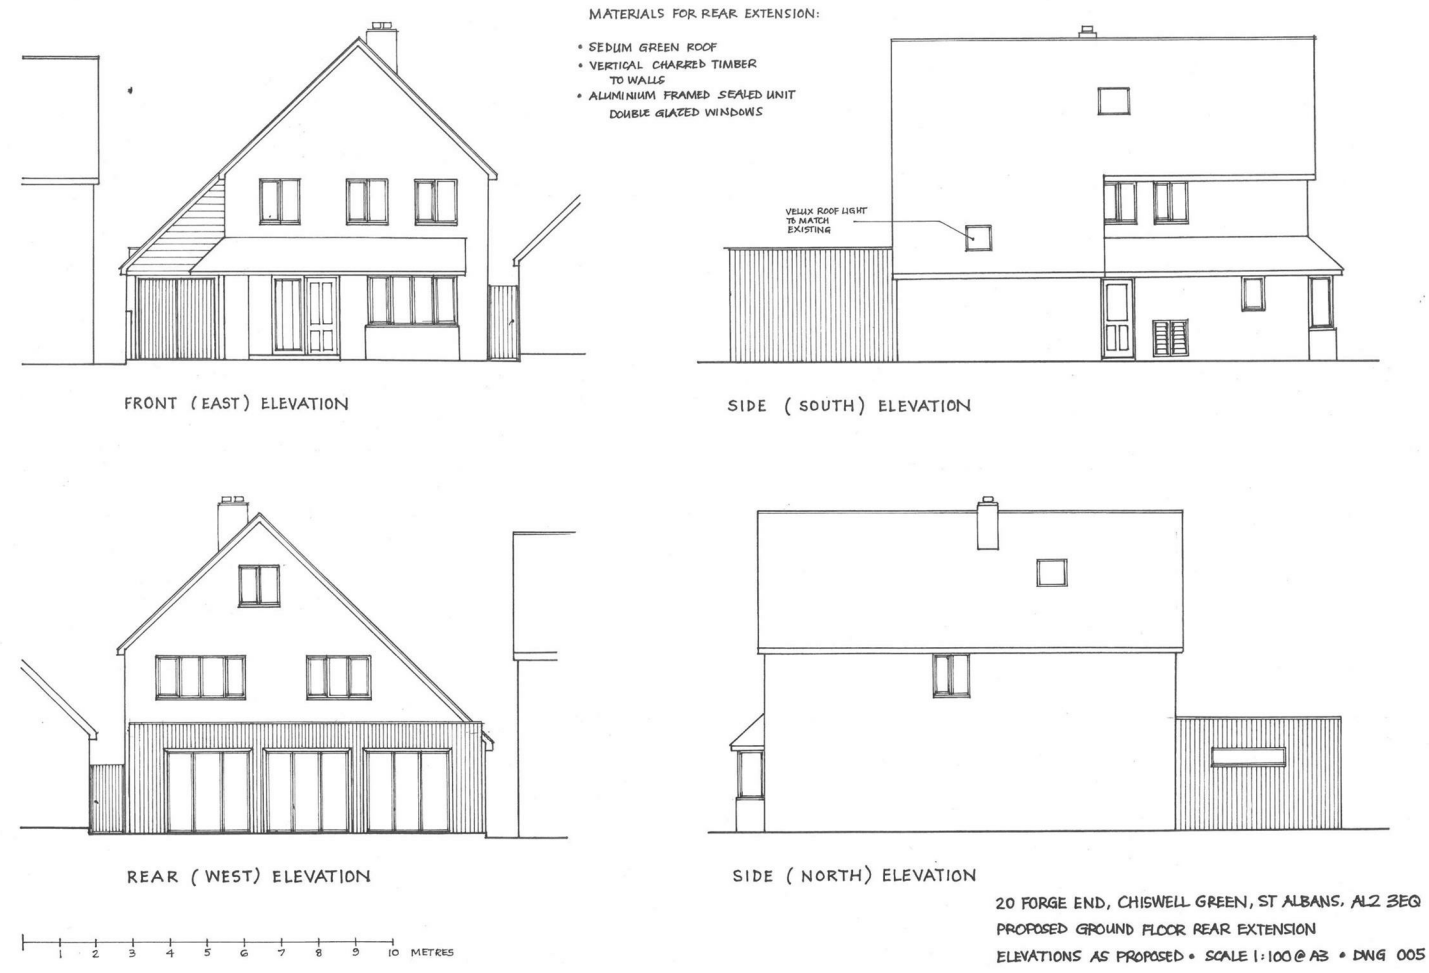 MATERIALS FOR REAR EXTENSION:
• SEDUM GREEN ROOF
• VERTICAL CHARRED TIMBER
TO WALLS
• ALUMINIUM FRAMED SEALED UNIT
DOUBLE GLAZED WINDOWS
VELUX ROOF LIGHT
TO MATCH
EXISTING
FRONT (EAST) ELEVATION
SIDE (SOUTH) ELEVATION
REAR (WEST) ELEVATION
SIDE (NORTH) ELEVATION
1 2 3 4 5 6 7 8 9 10 METRES
20 FORGE END, CHISWELL GREEN, ST ALBANS. AL2 3EQ
PROPOSED GROUND FLOOR REAR EXTENSION
ELEVATIONS AS PROPOSED • SCALE 1:100 @ A3 • DWG 005